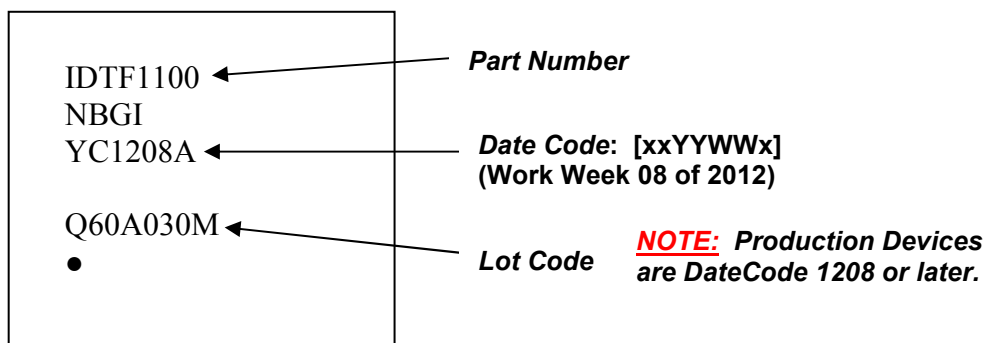 IDTF1100
NBGI
YC1208A
Q60A030M
●
Part Number
Date Code: [xxYYWWx]
(Work Week 08 of 2012)
Lot Code
NOTE: Production Devices
are DateCode 1208 or later.